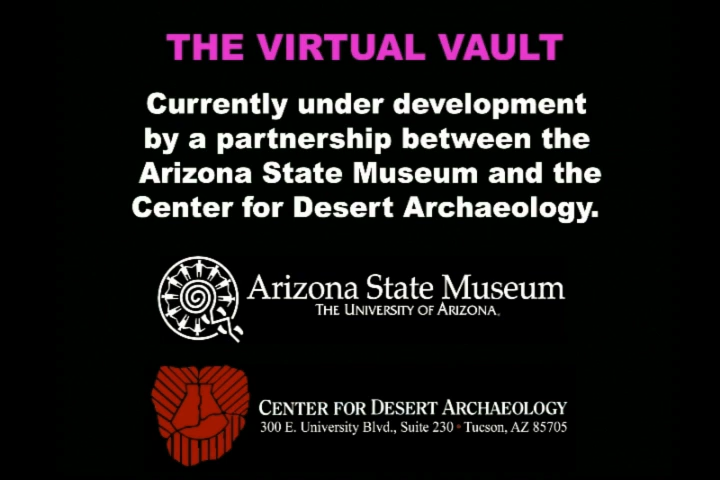 THE VIRTUAL VAULT
Currently under development
by a partnership between the
Arizona State Museum and the
Center for Desert Archaeology.
Arizona State Museum
THE UNIVERSITY OF ARIZONA.
CENTER FOR DESERT ARCHAEOLOGY
300 E. University Blvd., Suite 230 • Tucson, AZ 85705